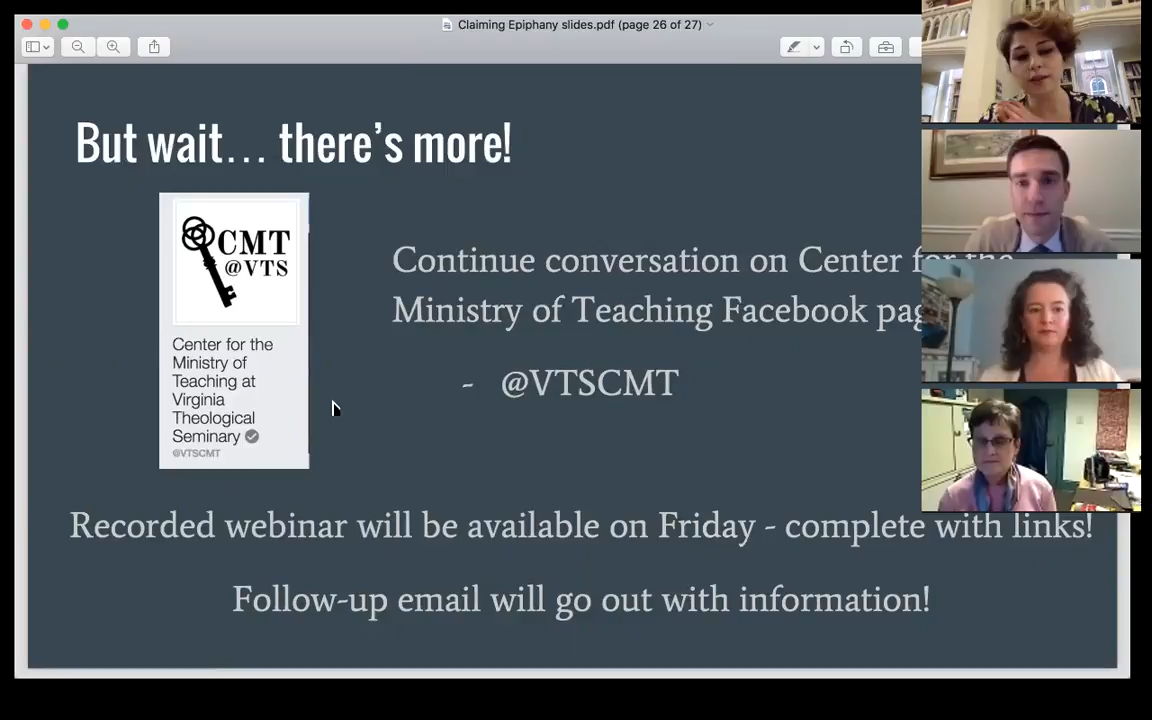 Claiming Epiphany slides.pdf (page 26 of 27)
But wait... there's more!
CMT
@VTS
Center for the
Ministry of
Teaching at
Virginia
Theological
Seminary
@VTSCMT
Continue conversation on Center for the
Ministry of Teaching Facebook pag
- @VTSCMT
Recorded webinar will be available on Friday - complete with links!
Follow-up email will go out with information!